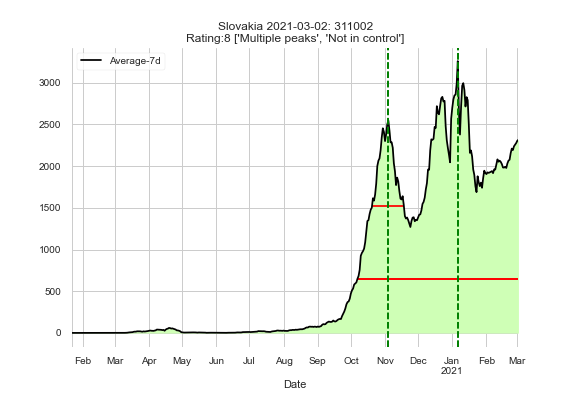 Slovakia 2021-03-02: 311002
Rating:8 ['Multiple peaks', 'Not in control']
Average-7d
3000
2500
2000
1500
1000
500
0
Feb Mar Apr May Jun Jul Aug Sep Oct Nov Dec Jan Feb Mar
2021
Date